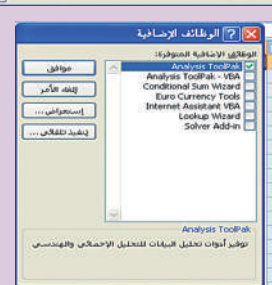 الوظائف الإضافية
الوظائف الإضافية المتوفرة:
Analysis ToolPak
Analysis ToolPak - VBA
Conditional Sum Wizard
Euro Currency Tools
Internet Assistant VBA
Lookup Wizard
Solver Add-in
موافق
إلغاء الأمر
إستعراض...
تنفيذ تلقائي...
Analysis ToolPak
توفير أدوات تحليل البيانات للتحليل الإحصائي والهندسي